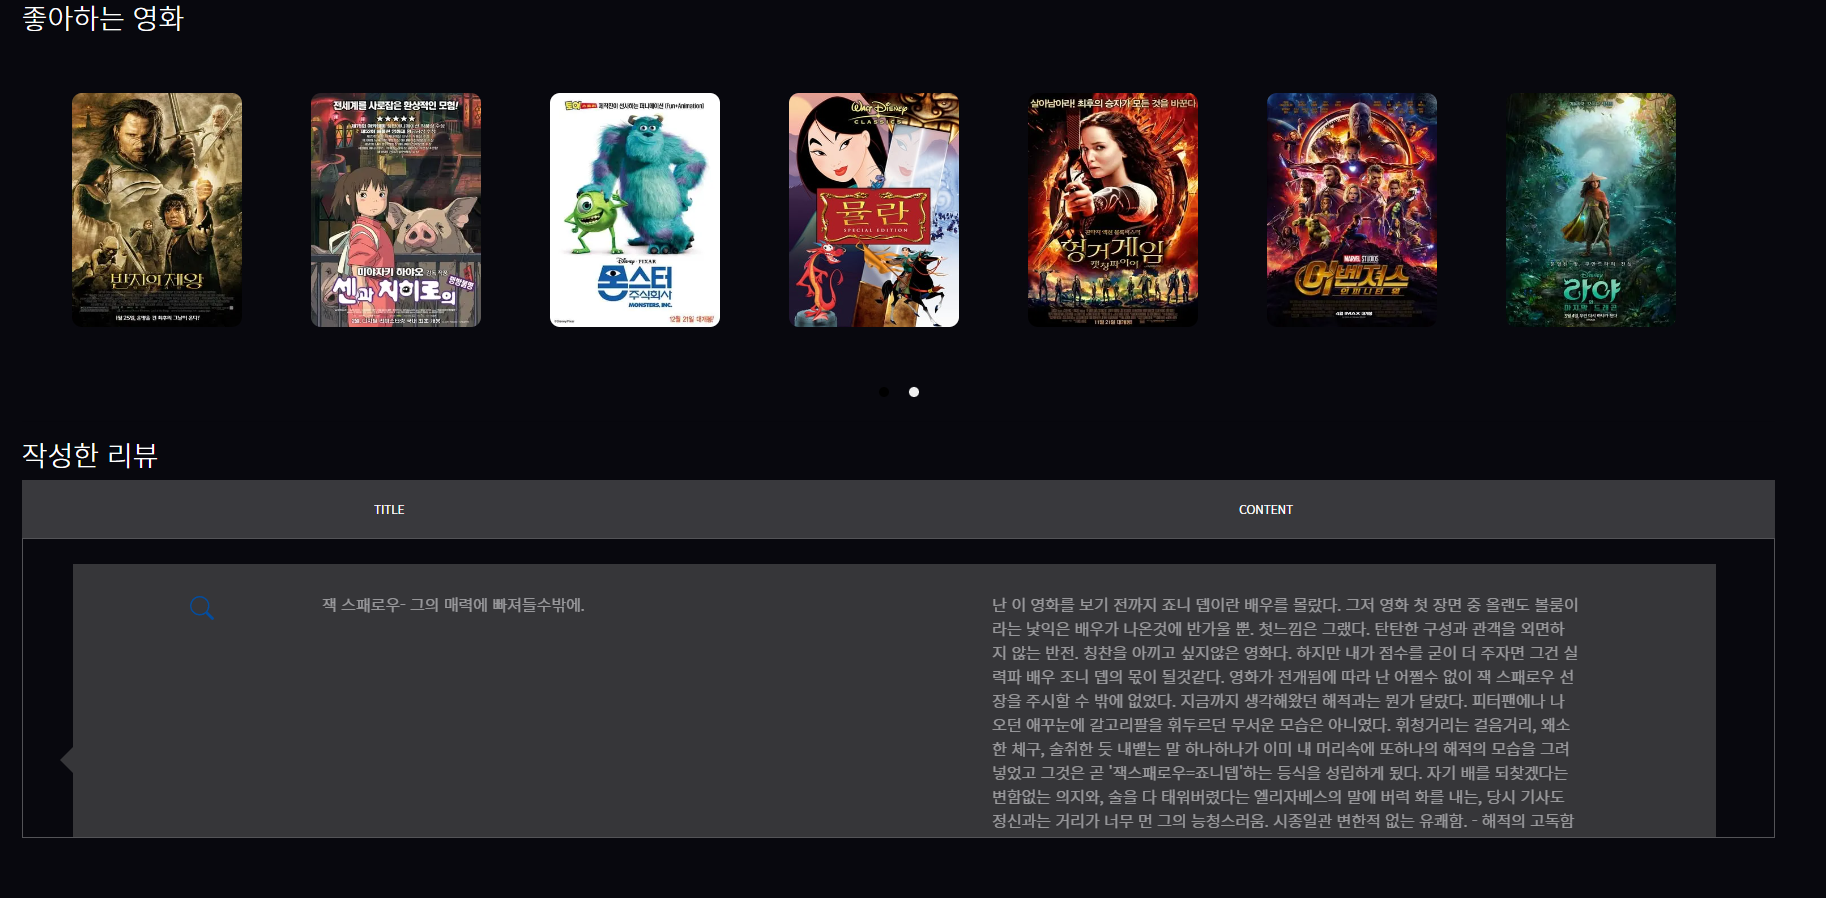 좋아하는 영화
반지의 제왕
전세계를 사로잡은 환상적인 모험!
미야자키 하야오
센과 치히로의
행방불명
몬스터
주식회사
MONSTERS, INC.
12월 21일 대개봉!
WALT DISNEY
CLASSICS
뮬란
SPECIAL EDITION
살아남아라! 최후의 승자가 모든 것을 바꾼다
헝거게임
캣칭파이어
MARVEL STUDIOS
어벤져스
인피니티 워
라야
작성한 리뷰
TITLE
CONTENT
잭 스패로우- 그의 매력에 빠져들수밖에.
난 이 영화를 보기 전까지 죠니 뎁이란 배우를 몰랐다. 그저 영화 첫 장면 중 올랜도 볼룸이
라는 낯익은 배우가 나온것에 반가울 뿐. 첫느낌은 그랬다. 탄탄한 구성과 관객을 외면하
지 않는 반전. 칭찬을 아끼고 싶지않은 영화다. 하지만 내가 점수를 굳이 더 주자면 그건 실
력파 배우 조니 뎁의 몫이 될것같다. 영화가 전개됨에 따라 난 어쩔수 없이 잭 스패로우 선
장을 주시할 수 밖에 없었다. 지금까지 생각해왔던 해적과는 뭔가 달랐다. 피터팬에나 나
오던 애꾸눈에 갈고리팔을 휘두르던 무서운 모습은 아니였다. 휘청거리는 걸음거리, 왜소
한 체구, 술취한 듯 내뱉는 말 하나하나가 이미 내 머리속에 또하나의 해적의 모습을 그려
넣었고 그것은 곧 '잭스패로우=죠니뎁'하는 등식을 성립하게 됬다. 자기 배를 되찾겠다는
변함없는 의지와, 술을 다 태워버렸다는 엘리자베스의 말에 버럭 화를 내는, 당시 기사도
정신과는 거리가 너무 먼 그의 능청스러움. 시종일관 변한적 없는 유쾌함. - 해적의 고독함